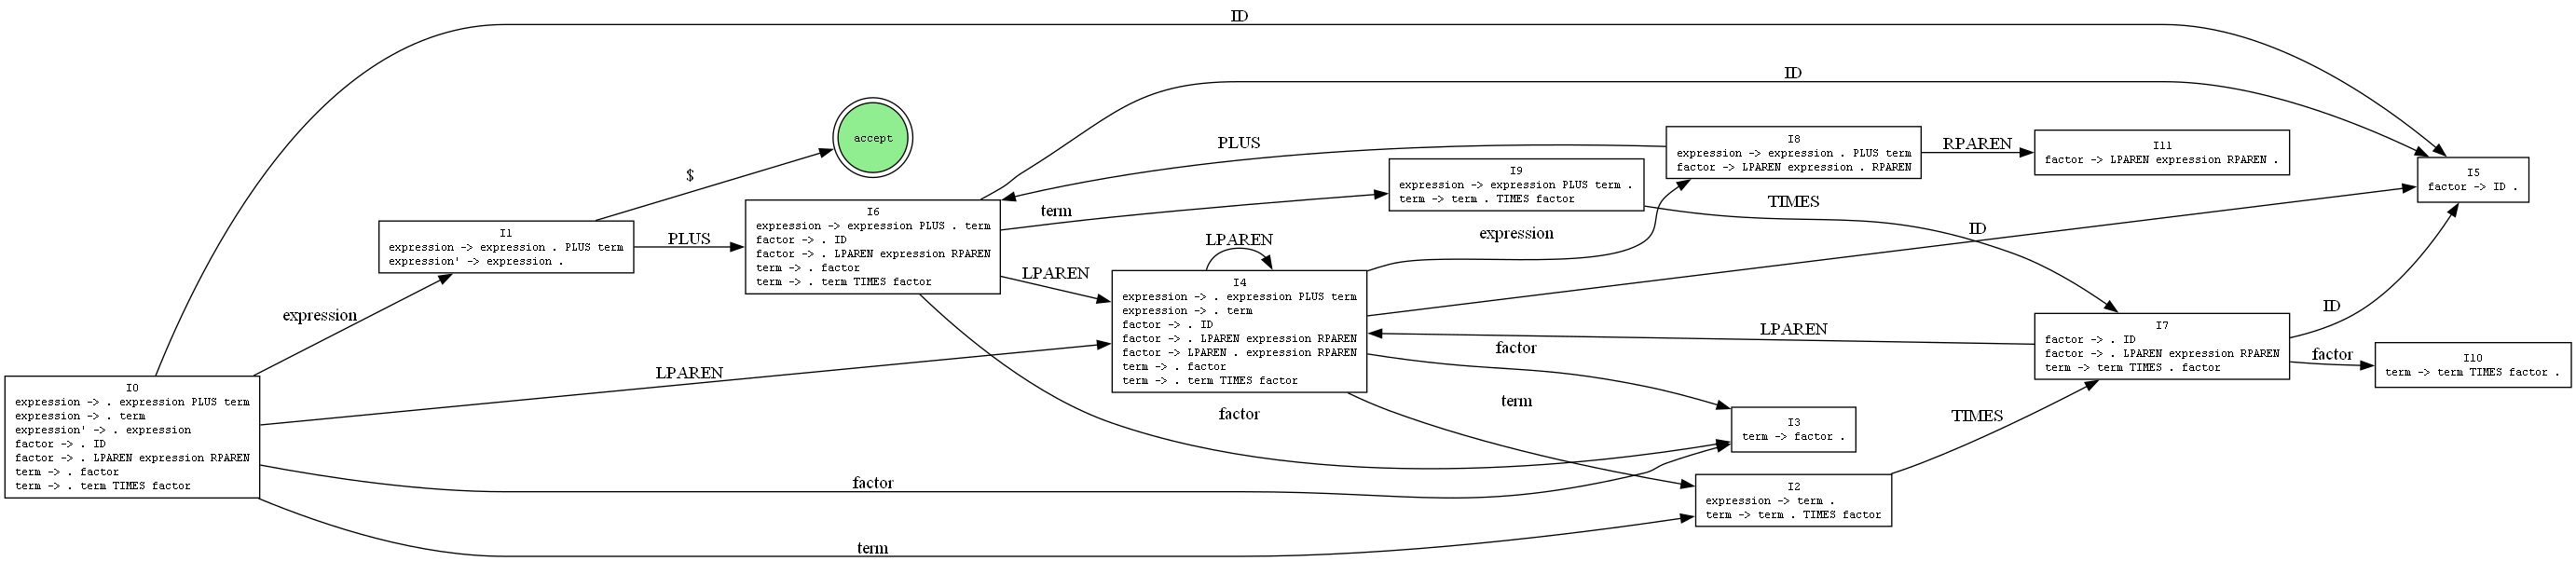 ID
ID
accept
PLUS
I8
expression -> expression . PLUS term
factor -> LPAREN expression . RPAREN
RPAREN
I11
factor -> LPAREN expression RPAREN .
$
I9
expression -> expression PLUS term .
term -> term . TIMES factor
I5
factor -> ID .
TIMES
term
I6
expression -> expression PLUS . term
factor -> . ID
factor -> . LPAREN expression RPAREN
term -> . factor
term -> . term TIMES factor
I1
expression -> expression . PLUS term
expression' -> expression .
PLUS
LPAREN
expression
ID
LPAREN
I4
expression -> . expression PLUS term
expression -> . term
factor -> . ID
factor -> . LPAREN expression RPAREN
factor -> LPAREN . expression RPAREN
term -> . factor
term -> . term TIMES factor
expression
LPAREN
I7
factor -> . ID
factor -> . LPAREN expression RPAREN
term -> term TIMES . factor
ID
factor
I10
term -> term TIMES factor .
factor
LPAREN
I0
expression -> . expression PLUS term
expression -> . term
expression' -> . expression
factor -> . ID
factor -> . LPAREN expression RPAREN
term -> . factor
term -> . term TIMES factor
term
factor
TIMES
I3
term -> factor .
factor
I2
expression -> term .
term -> term . TIMES factor
term